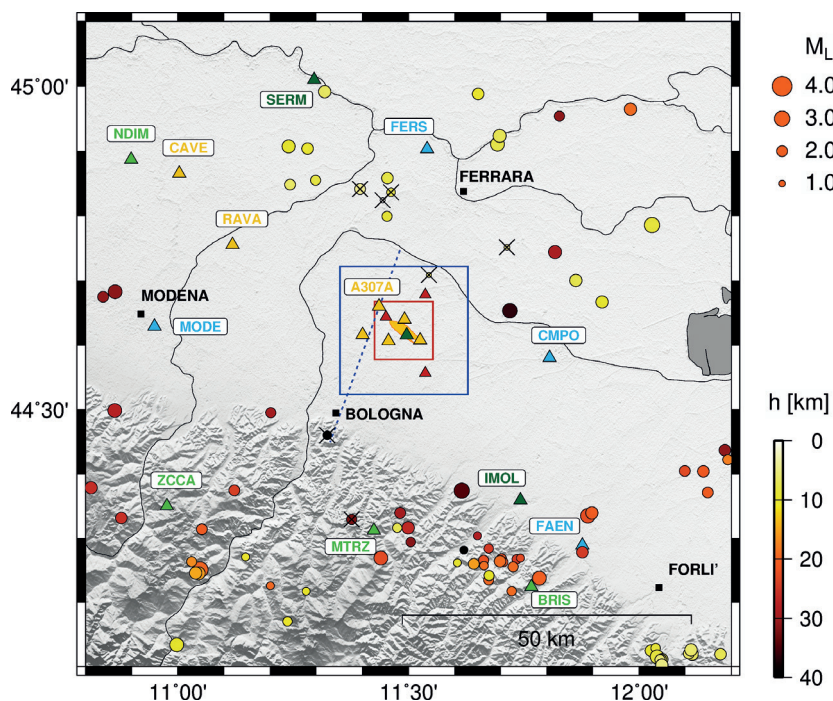 M_L
45°00'
SERM
4.0
3.0
2.0
1.0
NDIM
CAVE
FERS
FERRARA
RAVA
A307A
MODENA
MODE
CMPO
44°30'
BOLOGNA
h [km]
0
10
20
30
40
ZCCA
IMOL
FAEN
MTRZ
BRIS
FORLI'
50 km
11°00'
11°30'
12°00'